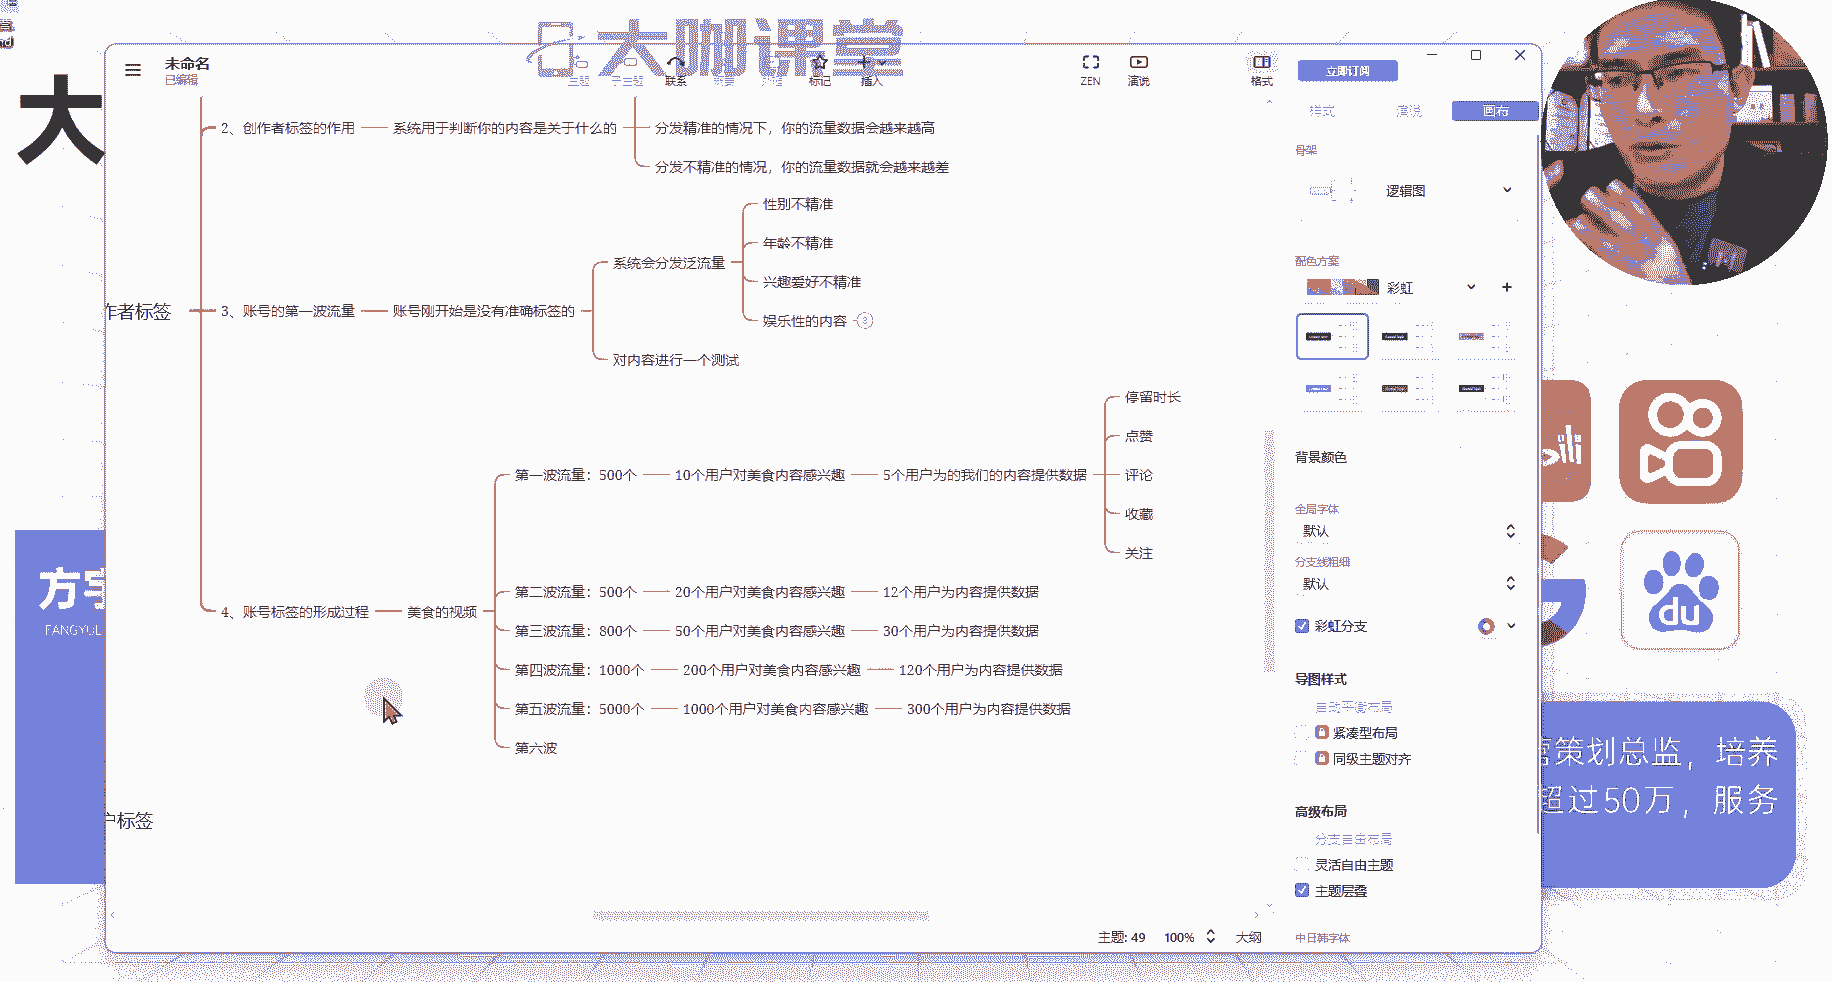 大咖课堂
大
未命名
已编辑
主题
子主题
联系
标记
插入
ZEN
演说
格式
立即订阅
样式
演说
画布
2、创作者标签的作用
系统用于判断你的内容是关于什么的
分发精准的情况下，你的流量数据会越来越高
分发不精准的情况，你的流量数据就会越来越差
作者标签
3、账号的第一波流量
账号刚开始是没有准确标签的
系统会分发泛流量
性别不精准
年龄不精准
兴趣爱好不精准
娱乐性的内容
对内容进行一个测试
4、账号标签的形成过程
美食的视频
第一波流量：500个
10个用户对美食内容感兴趣
5个用户为的我们的内容提供数据
停留时长
点赞
评论
收藏
关注
第二波流量：500个
20个用户对美食内容感兴趣
12个用户为内容提供数据
第三波流量：800个
50个用户对美食内容感兴趣
30个用户为内容提供数据
第四波流量：1000个
200个用户对美食内容感兴趣
120个用户为内容提供数据
第五波流量：5000个
1000个用户对美食内容感兴趣
300个用户为内容提供数据
第六波
户标签
骨架
逻辑图
配色方案
彩虹
背景颜色
全局字体
默认
分支线粗细
默认
彩虹分支
导图样式
自动平衡布局
紧凑型布局
同级主题对齐
高级布局
分支自由布局
灵活自由主题
主题层叠
中日韩字体
主题: 49
100%
大纲
方宇
FANGYUE
du
营策划总监，培养
超过50万，服务